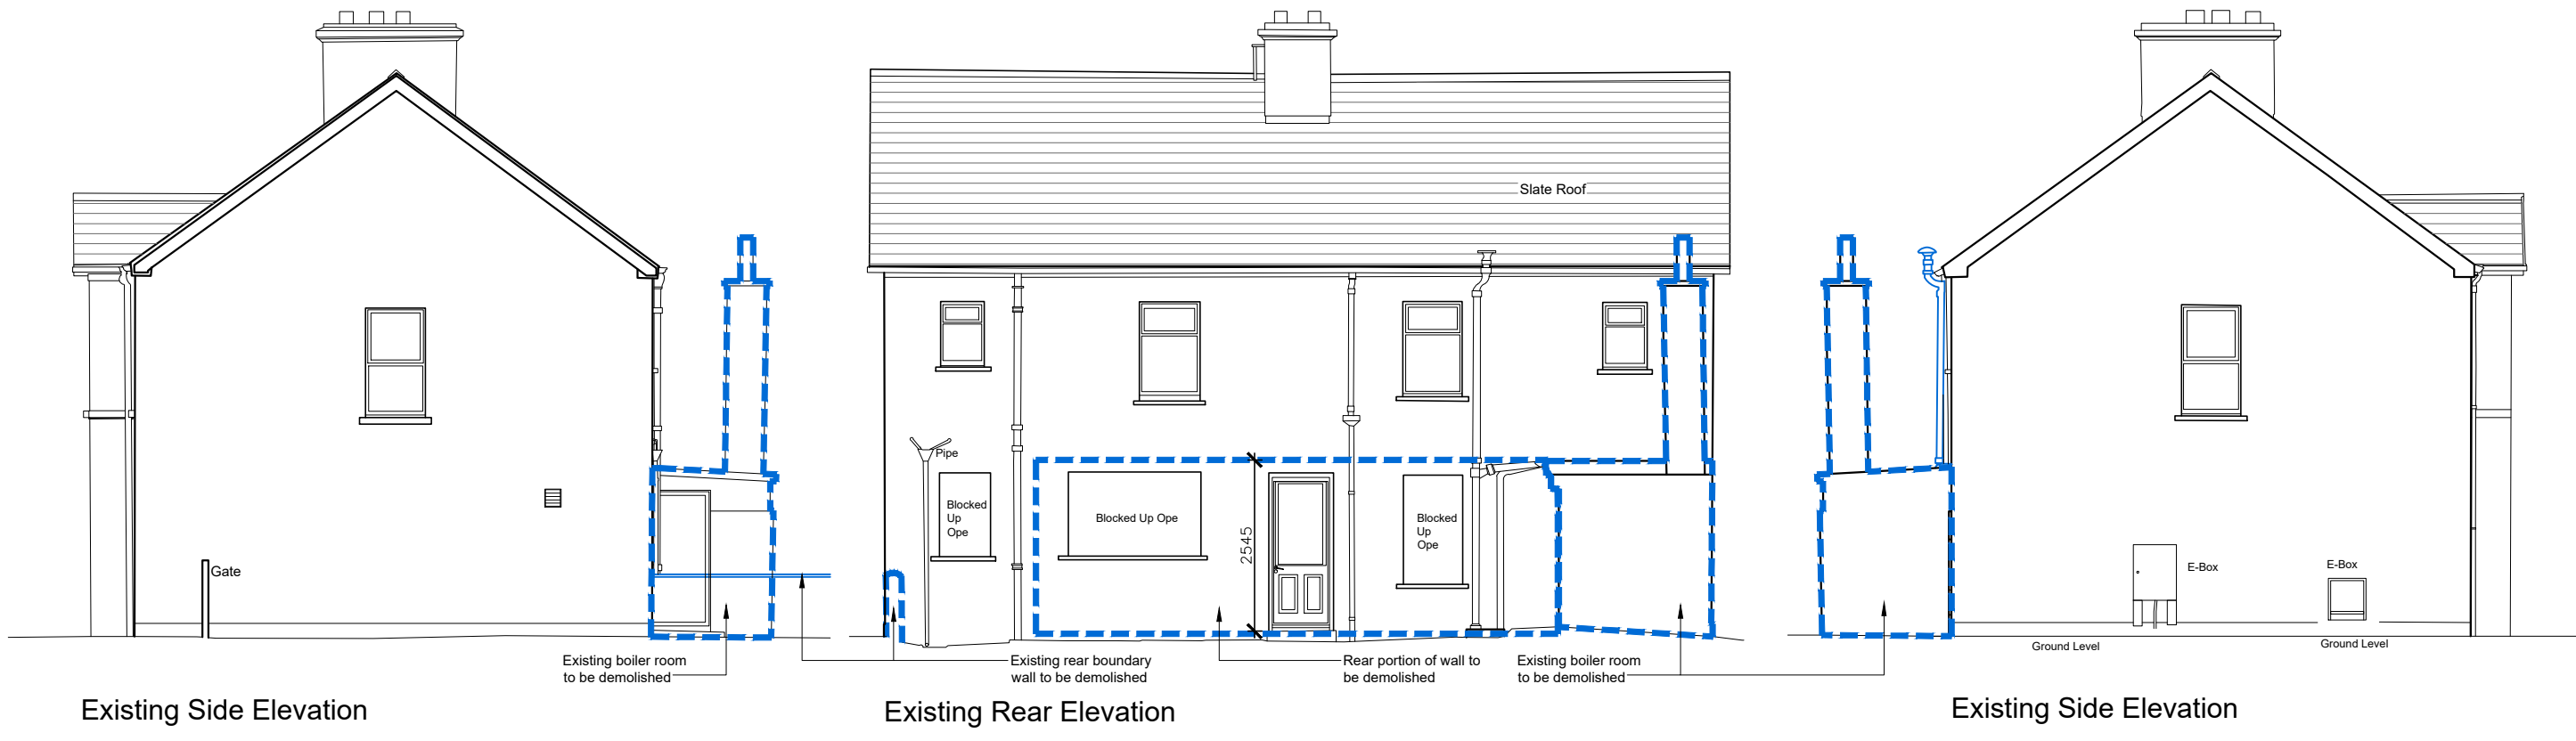 Slate Roof
Pipe
Blocked
Up
Ope
Blocked Up Ope
2545
Blocked
Up
Ope
Gate
E-Box
E-Box
Ground Level
Ground Level
Existing boiler room
to be demolished
Existing rear boundary
wall to be demolished
Rear portion of wall to
be demolished
Existing boiler room
to be demolished
Existing Side Elevation
Existing Rear Elevation
Existing Side Elevation